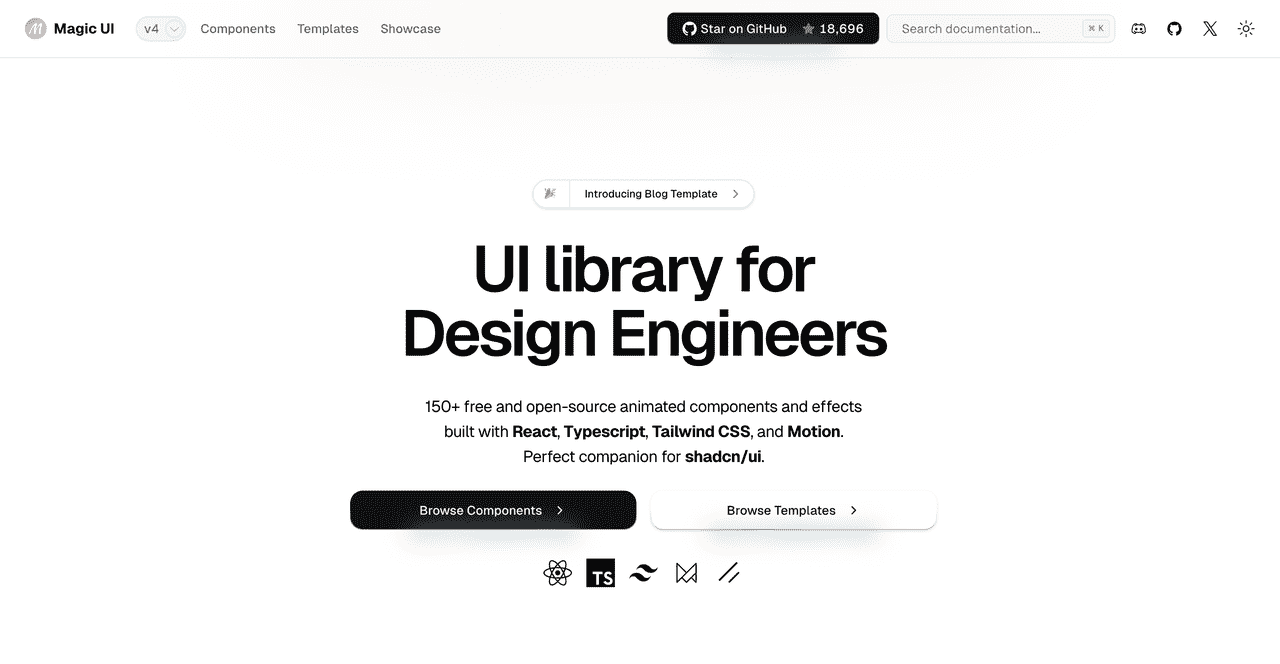 Magic UI
v4
Components
Templates
Showcase
Star on GitHub 18,696
Search documentation...
⌘ K
Introducing Blog Template
UI library for
Design Engineers
150+ free and open-source animated components and effects
built with React, Typescript, Tailwind CSS, and Motion.
Perfect companion for shadcn/ui.
Browse Components
Browse Templates
TS